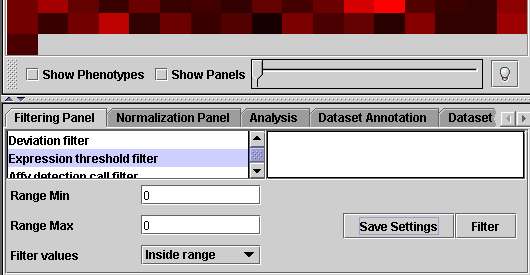 Show Phenotypes Show Panels
Filtering Panel Normalization Panel Analysis Dataset Annotation Dataset
Deviation filter
Expression threshold filter
Affy detection call filter
Range Min 0
Range Max 0 Save Settings Filter
Filter values Inside range